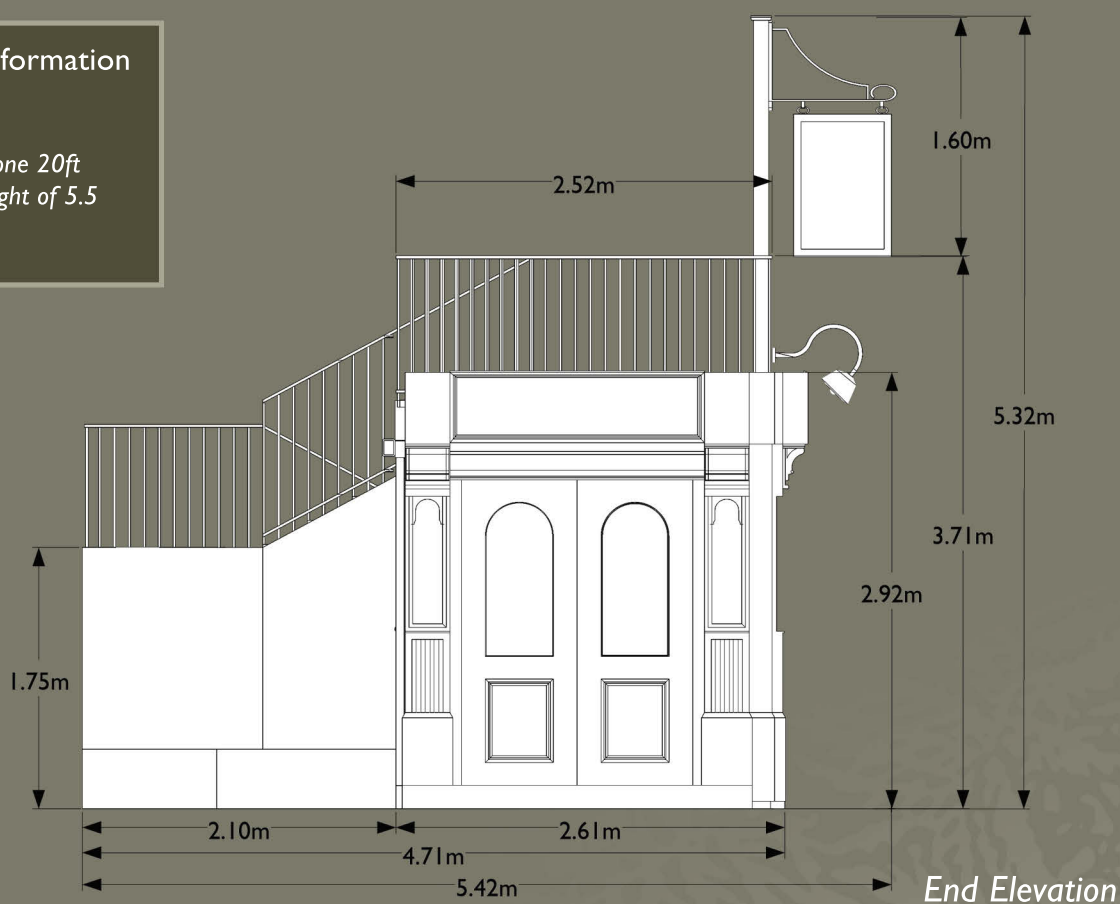 formation
one 20ft
ght of 5.5
1.60m
2.52m
5.32m
3.71m
2.92m
1.75m
2.10m
2.61m
4.71m
5.42m
End Elevation